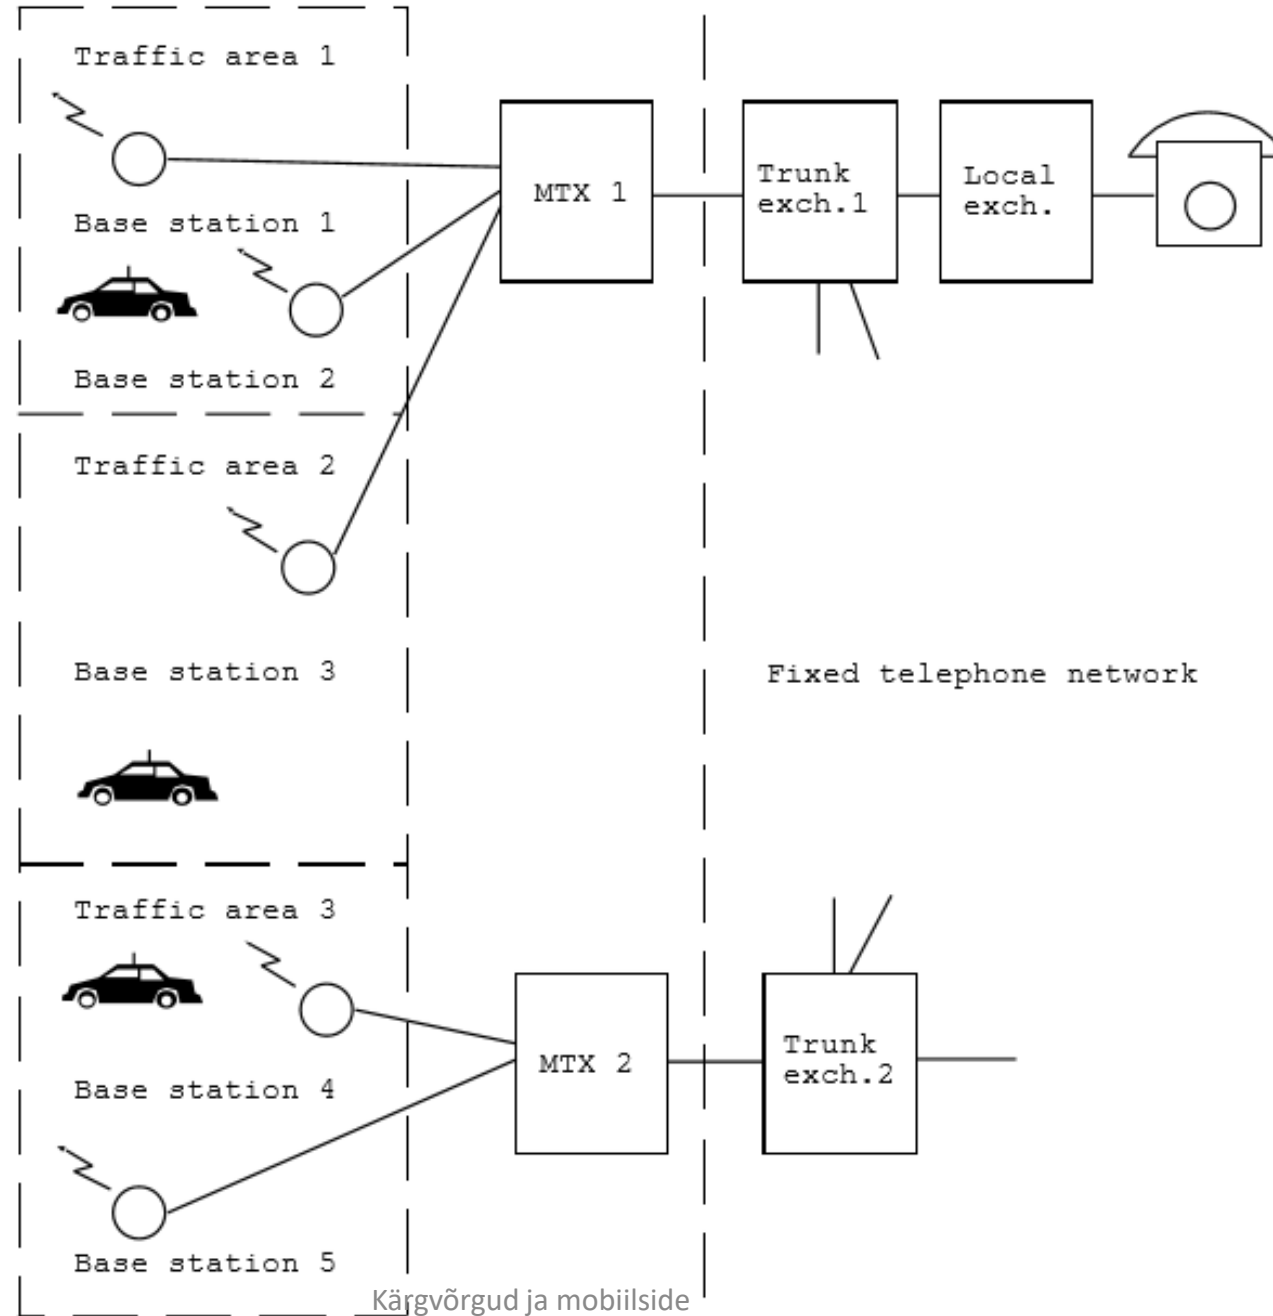 Traffic area 1
Base station 1
Base station 2
Traffic area 2
Base station 3
Traffic area 3
Base station 4
Base station 5
MTX 1
Trunk
exch.1
Local
exch.
Fixed telephone network
MTX 2
Trunk
exch.2
Kärgvõrgud ja mobiilside